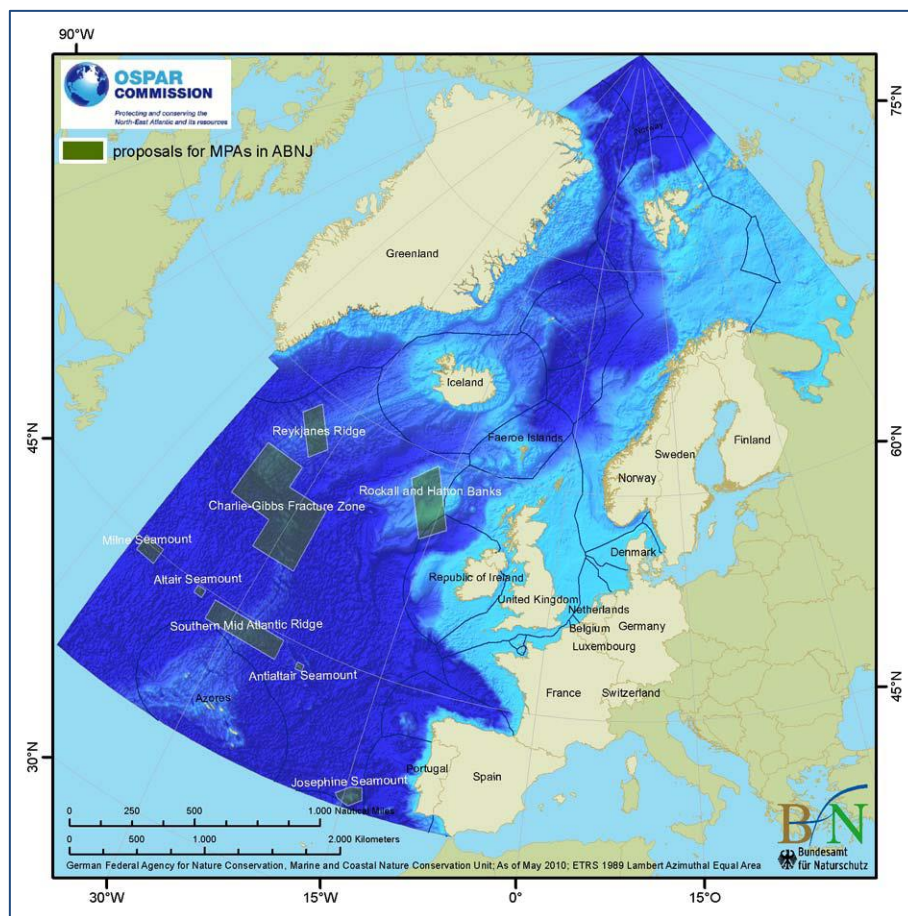 90°W
OSPAR
COMMISSION
Protecting and conserving the
North-East Atlantic and its resources
proposals for MPAs in ABNJ
75°N
Norway
Greenland
Iceland
45°N
Reykjanes Ridge
Faeroe Islands
60°N
Finland
Sweden
Norway
Rockall and Hatton Banks
Charlie-Gibbs Fracture Zone
Milne Seamount
Denmark
Altair Seamount
Republic of Ireland
United Kingdom
Netherlands
Southern Mid Atlantic Ridge
Belgium
Germany
Luxembourg
Antialtair Seamount
France
Switzerland
45°N
Azores
30°N
Portugal
Spain
Josephine Seamount
0 250 500 1.000 Nautical Miles
0 500 1.000 2.000 Kilometers
BfN
Bundesamt
für Naturschutz
German Federal Agency for Nature Conservation, Marine and Coastal Nature Conservation Unit; As of May 2010; ETRS 1989 Lambert Azimuthal Equal Area
30°W 15°W 0° 15°O